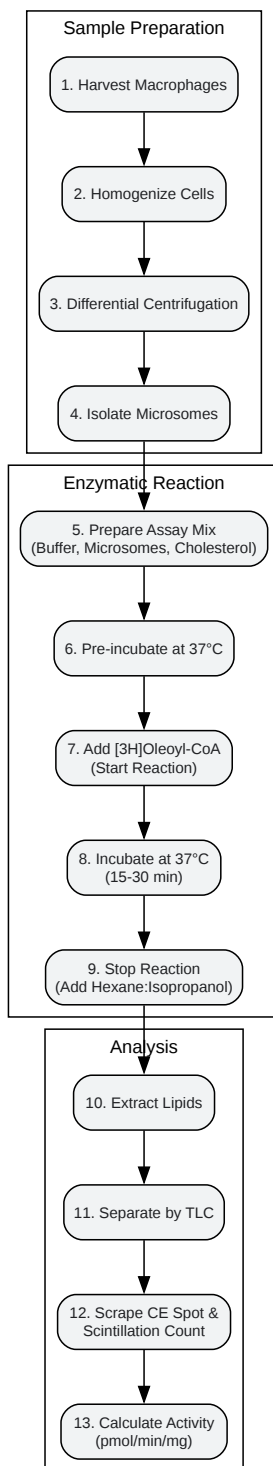 Sample Preparation
1. Harvest Macrophages
2. Homogenize Cells
3. Differential Centrifugation
4. Isolate Microsomes
Enzymatic Reaction
5. Prepare Assay Mix
(Buffer, Microsomes, Cholesterol)
6. Pre-incubate at 37°C
7. Add [3H]Oleoyl-CoA
(Start Reaction)
8. Incubate at 37°C
(15-30 min)
9. Stop Reaction
(Add Hexane:Isopropanol)
Analysis
10. Extract Lipids
11. Separate by TLC
12. Scrape CE Spot &
Scintillation Count
13. Calculate Activity
(pmol/min/mg)